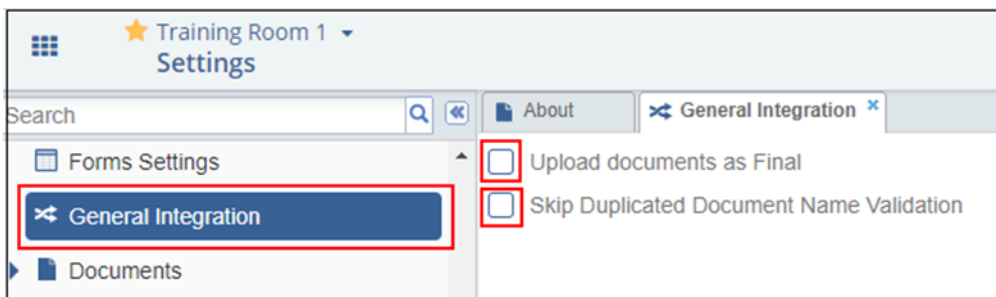 Training Room 1
Settings
Search
About
General Integration
Forms Settings
Upload documents as Final
General Integration
Skip Duplicated Document Name Validation
Documents